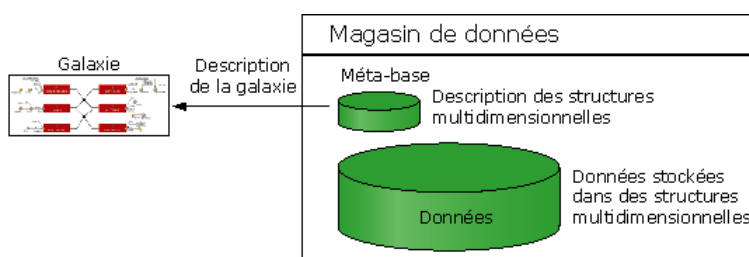 Magasin de données
Galaxie
Description
de la galaxie
Méta-base
Description des structures
multidimensionnelles
Données
Données stockées
dans des structures
multidimensionnelles